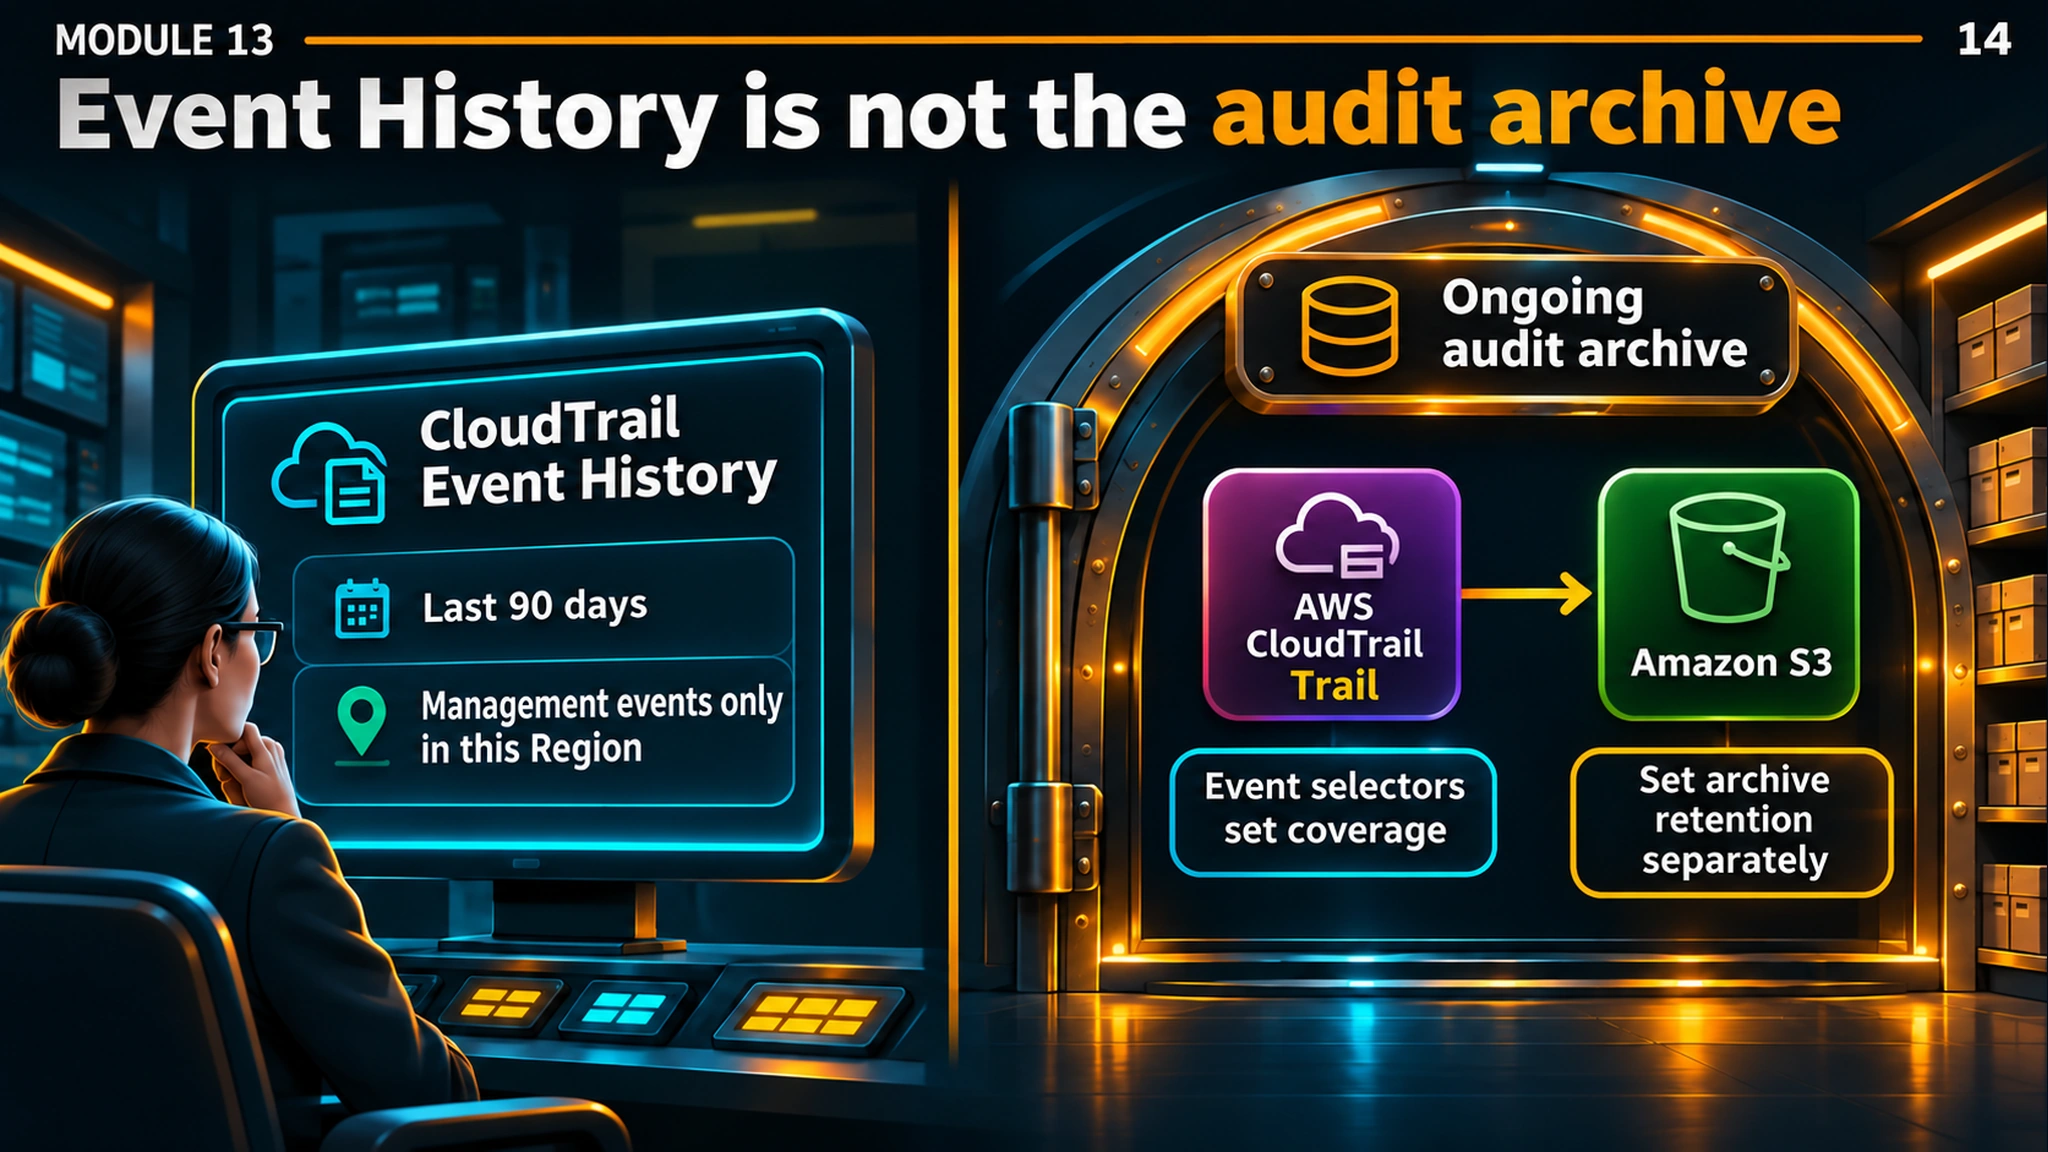 MODULE 13
14
Event History is not the audit archive
CloudTrail
Event History
Last 90 days
Management events only
in this Region
Ongoing
audit archive
AWS
CloudTrail
Trail
Amazon S3
Event selectors
set coverage
Set archive
retention
separately